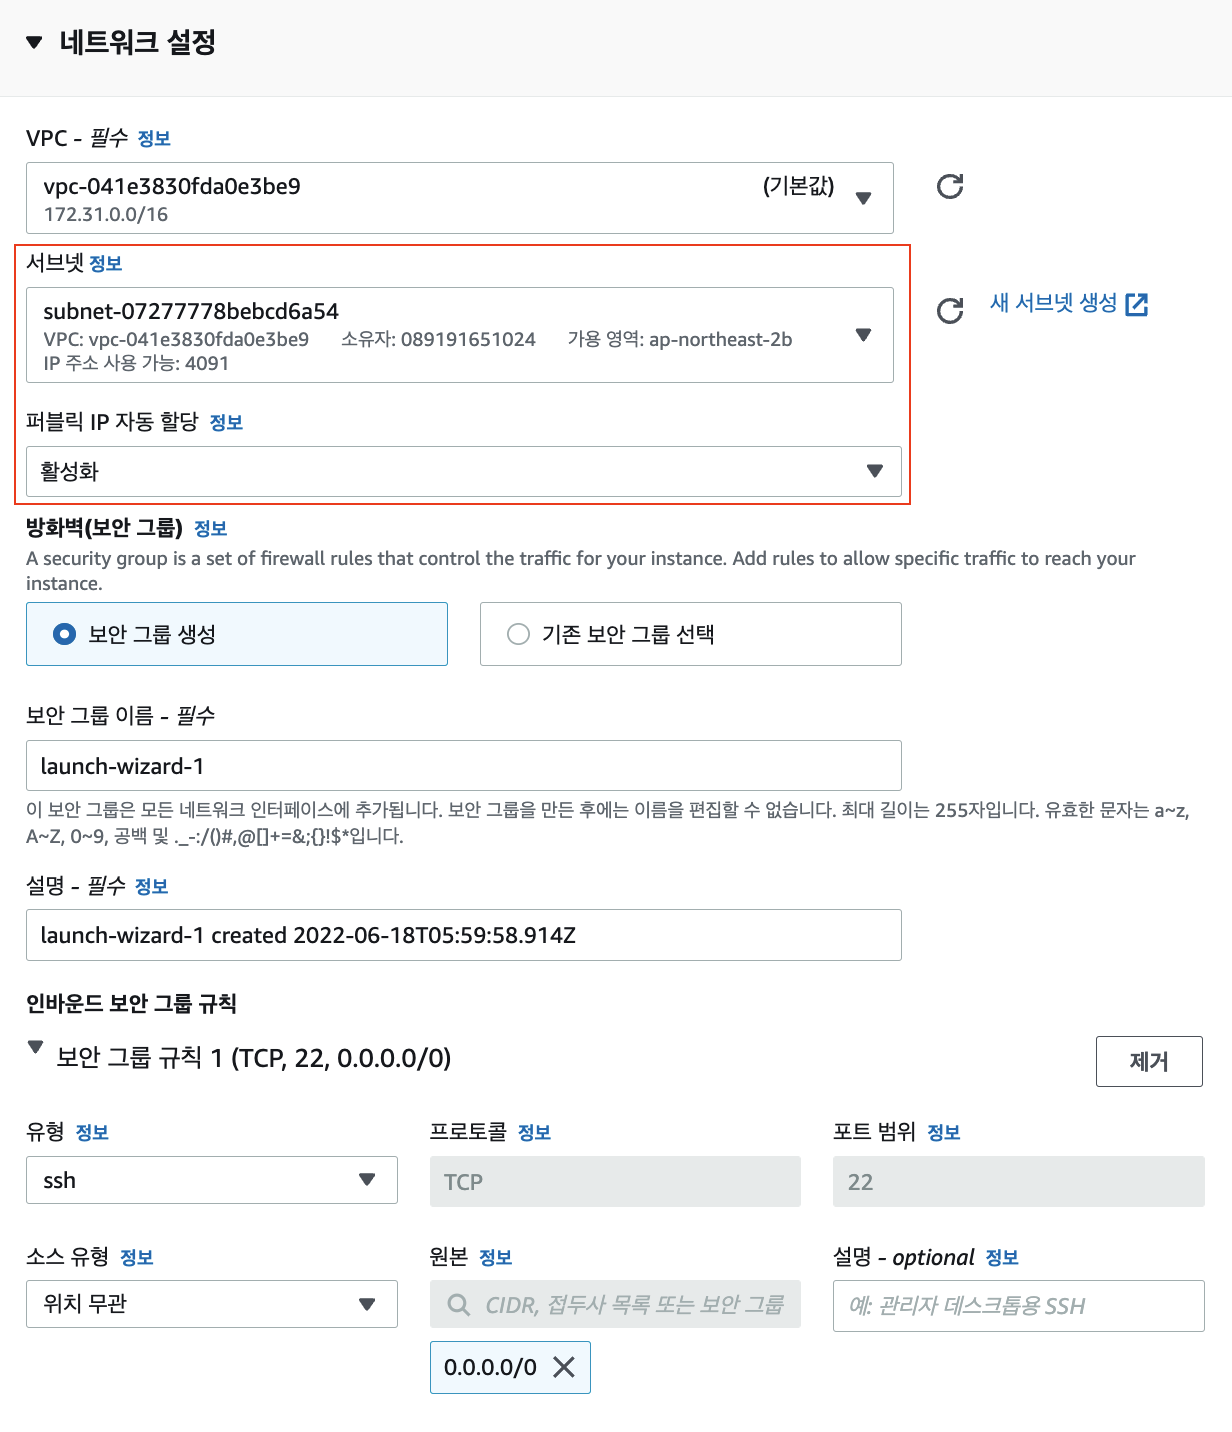 네트워크 설정
VPC - 필수 정보
vpc-041e3830fda0e3be9 (기본값)
172.31.0.0/16
서브넷 정보
subnet-07277778bebcd6a54
VPC: vpc-041e3830fda0e3be9 소유자: 089191651024 가용 영역: ap-northeast-2b
IP 주소 사용 가능: 4091
새 서브넷 생성
퍼블릭 IP 자동 할당 정보
활성화
방화벽(보안 그룹) 정보
A security group is a set of firewall rules that control the traffic for your instance. Add rules to allow specific traffic to reach your
instance.
보안 그룹 생성 기존 보안 그룹 선택
보안 그룹 이름 - 필수
launch-wizard-1
이 보안 그룹은 모든 네트워크 인터페이스에 추가됩니다. 보안 그룹을 만든 후에는 이름을 편집할 수 없습니다. 최대 길이는 255자입니다. 유효한 문자는 a~z,
A~Z, 0~9, 공백 및 ._-:/()#,@[]+=&;{}!$*입니다.
설명 - 필수 정보
launch-wizard-1 created 2022-06-18T05:59:58.914Z
인바운드 보안 그룹 규칙
보안 그룹 규칙 1 (TCP, 22, 0.0.0.0/0)
제거
유형 정보 프로토콜 정보 포트 범위 정보
ssh TCP 22
소스 유형 정보 원본 정보 설명 - optional 정보
위치 무관 CIDR, 접두사 목록 또는 보안 그룹 예: 관리자 데스크톱용 SSH
0.0.0.0/0